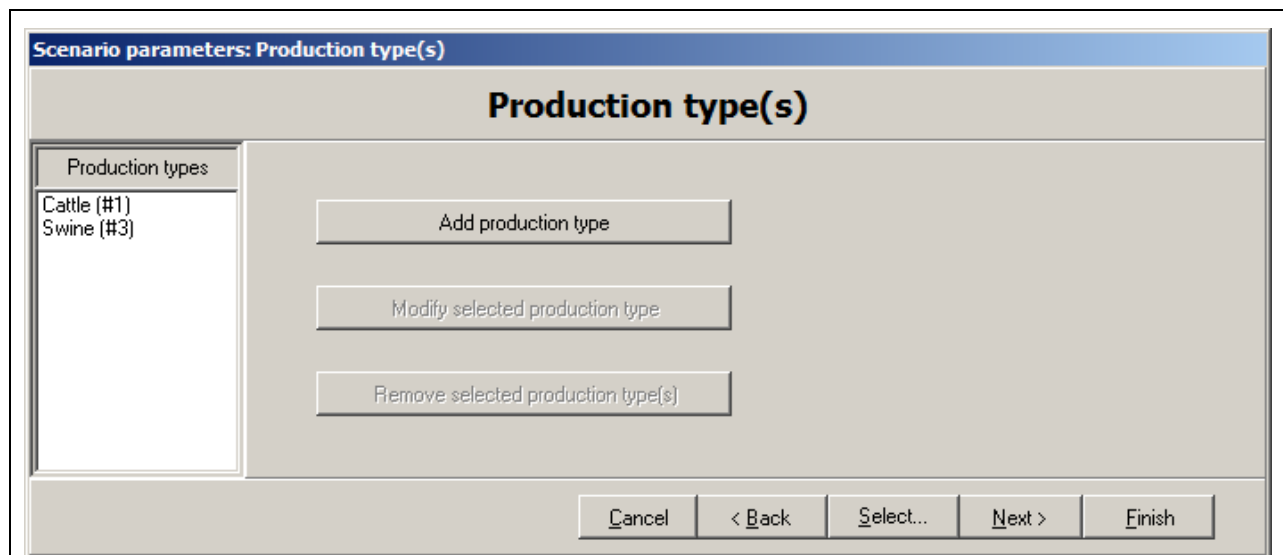 Scenario parameters: Production type(s)
Production type(s)
Production types
Cattle (#1)
Swine (#3)
Add production type
Modify selected production type
Remove selected production type(s)
Cancel
< Back
Select...
Next >
Finish